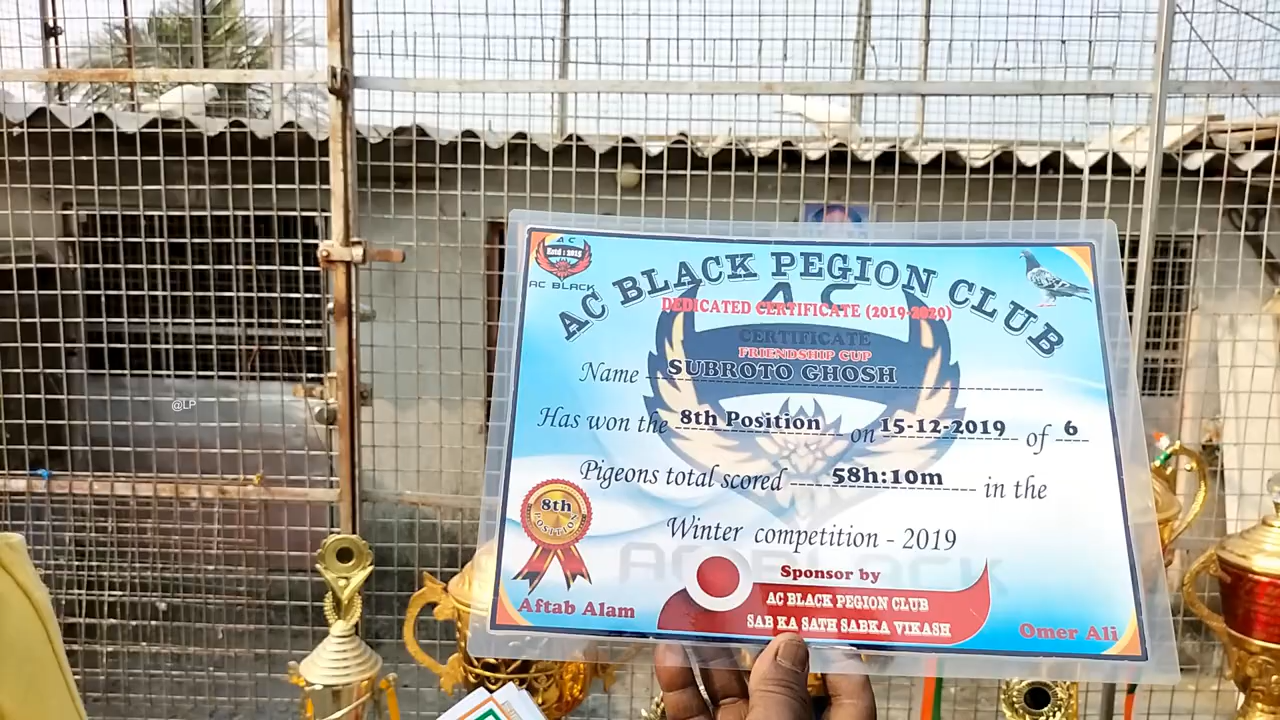 A C
Estd : 2015
AC BLACK
AC BLACK PEGION CLUB
DEDICATED CERTIFICATE (2019-2020)
CERTIFICATE
FRIENDSHIP CUP
Name SUBROTO GHOSH
Has won the 8th Position on 15-12-2019 of 6
Pigeons total scored 58h:10m in the
Winter competition - 2019
8th
POSITION
AC BLACK
Sponsor by
AC BLACK PEGION CLUB
SAB KA SATH SABKA VIKASH
Aftab Alam
Omer Ali
@LP